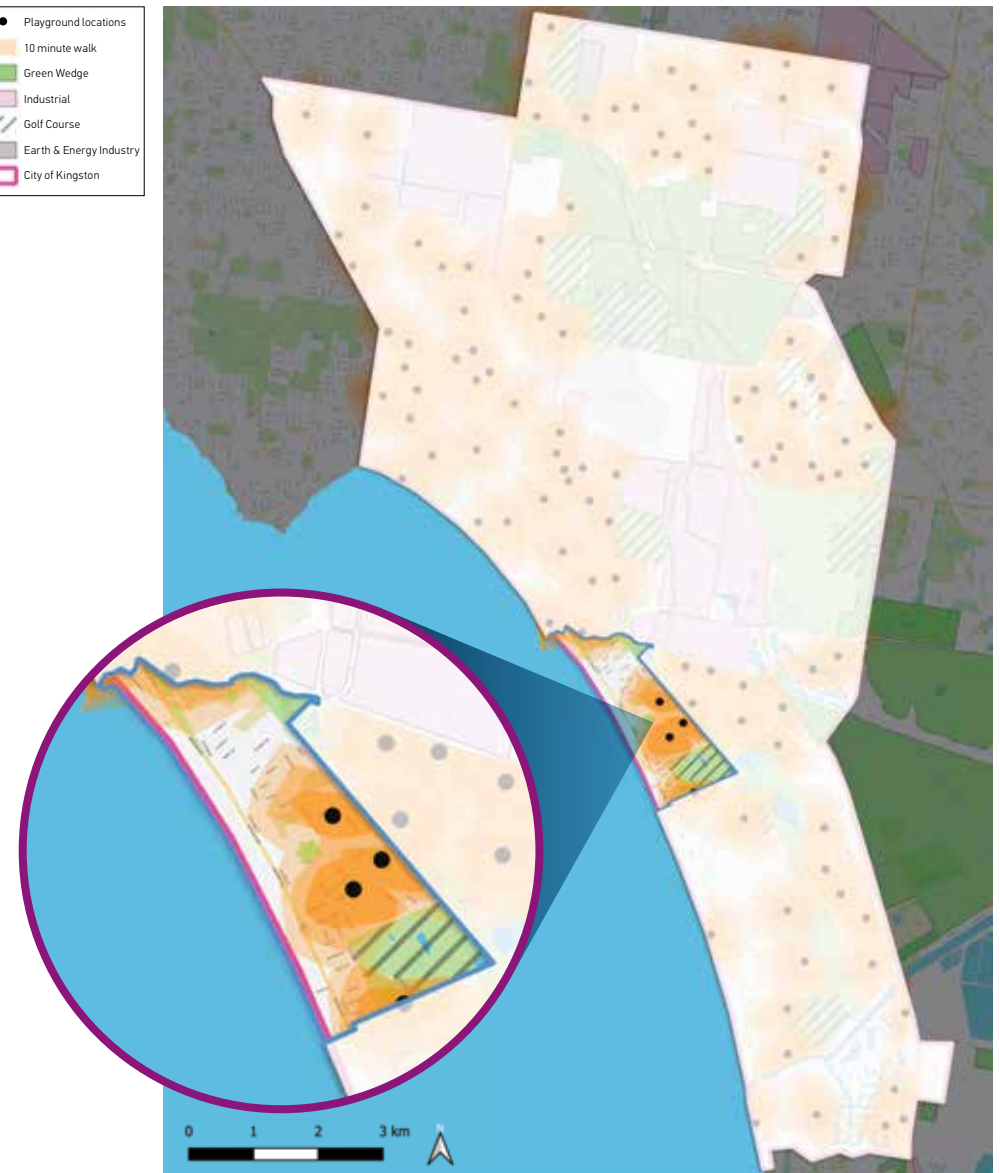 Playground locations
10 minute walk
Green Wedge
Industrial
Golf Course
Earth & Energy Industry
City of Kingston
0 1 2 3 km
N